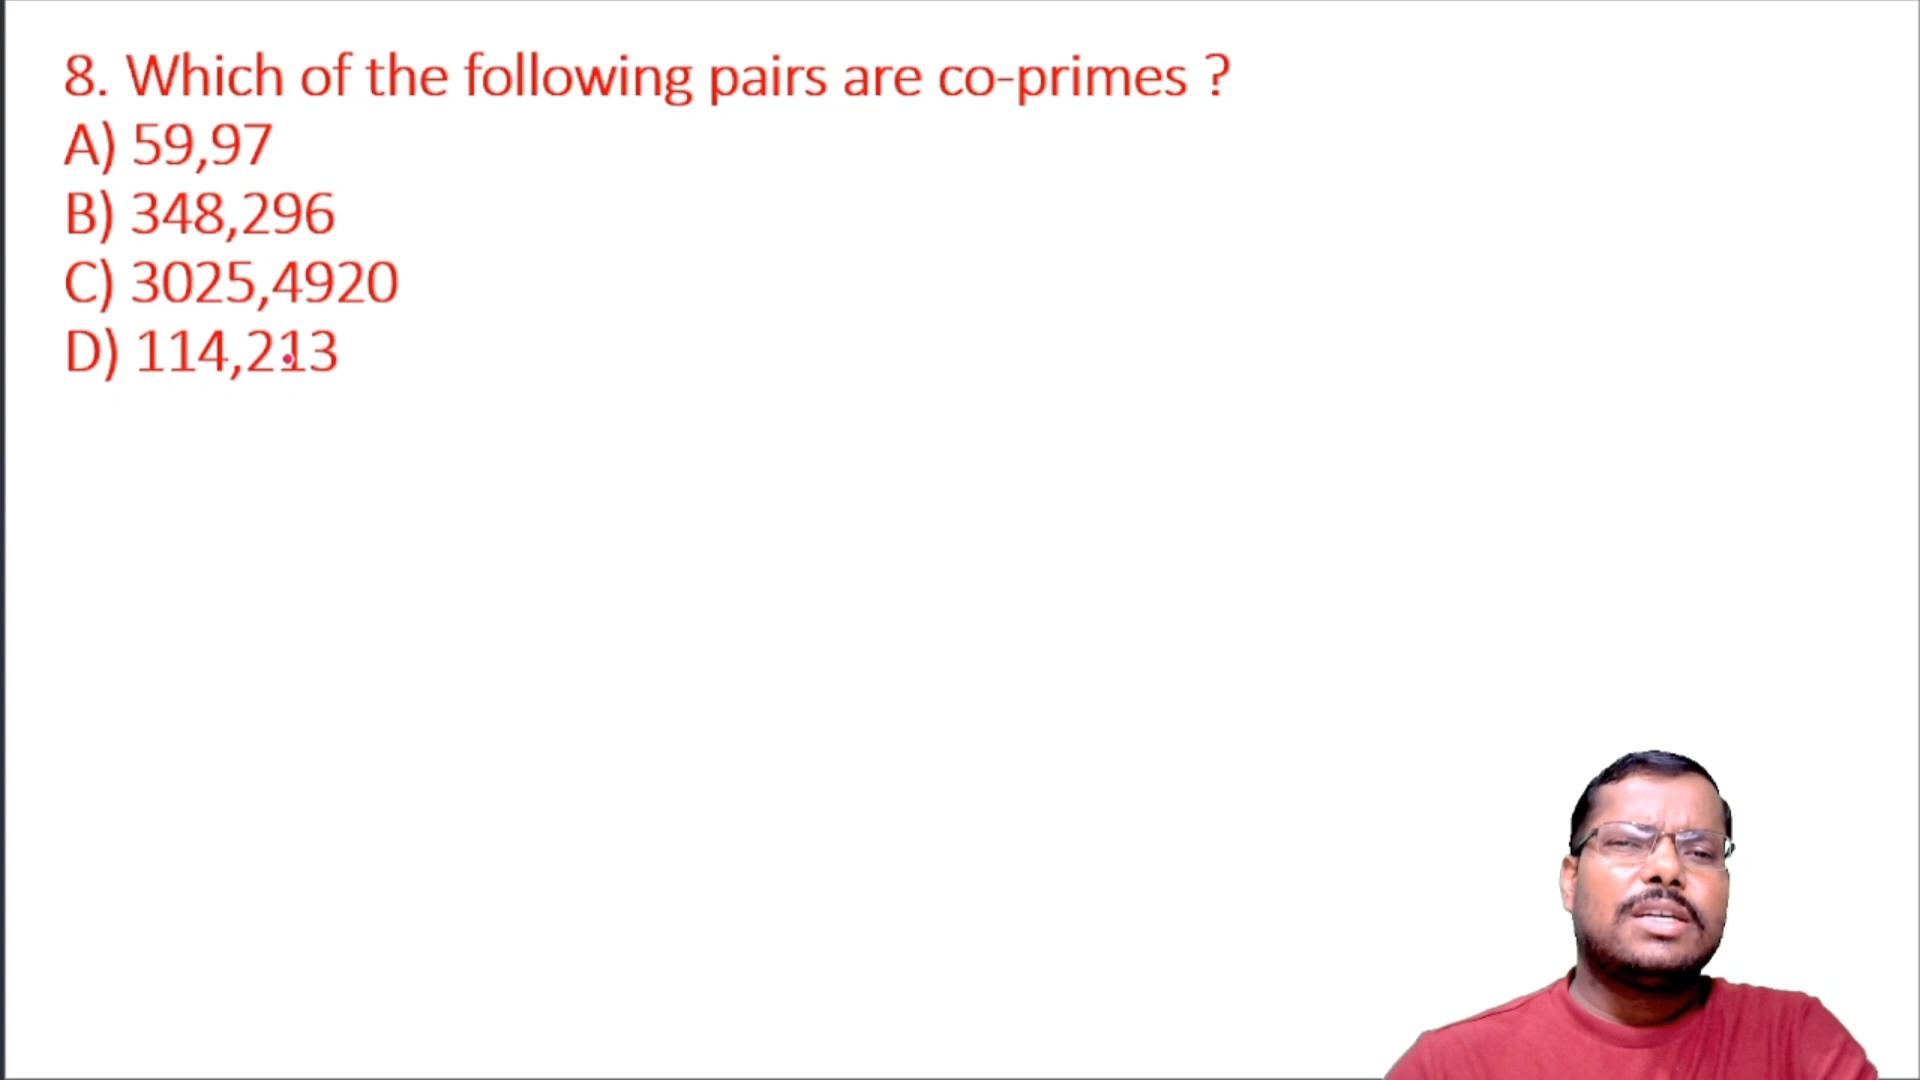 8. Which of the following pairs are co-primes ?
A) 59,97
B) 348,296
C) 3025,4920
D) 114,213